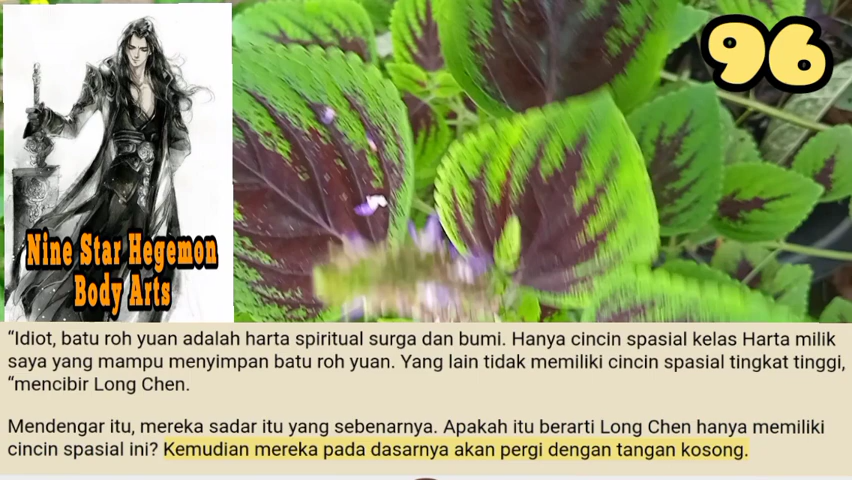 96
Nine Star Hegemon
Body Arts
“Idiot, batu roh yuan adalah harta spiritual surga dan bumi. Hanya cincin spasial kelas Harta milik
saya yang mampu menyimpan batu roh yuan. Yang lain tidak memiliki cincin spasial tingkat tinggi,
“mencibir Long Chen.
Mendengar itu, mereka sadar itu yang sebenarnya. Apakah itu berarti Long Chen hanya memiliki
cincin spasial ini? Kemudian mereka pada dasarnya akan pergi dengan tangan kosong.